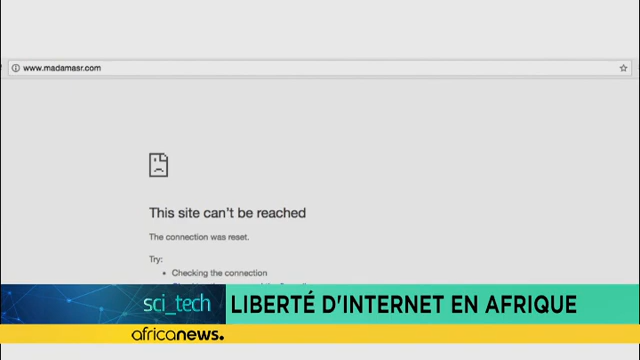 www.madamasr.com
This site can't be reached
The connection was reset.
Try:
• Checking the connection
sci_tech
LIBERTÉ D'INTERNET EN AFRIQUE
africanews.